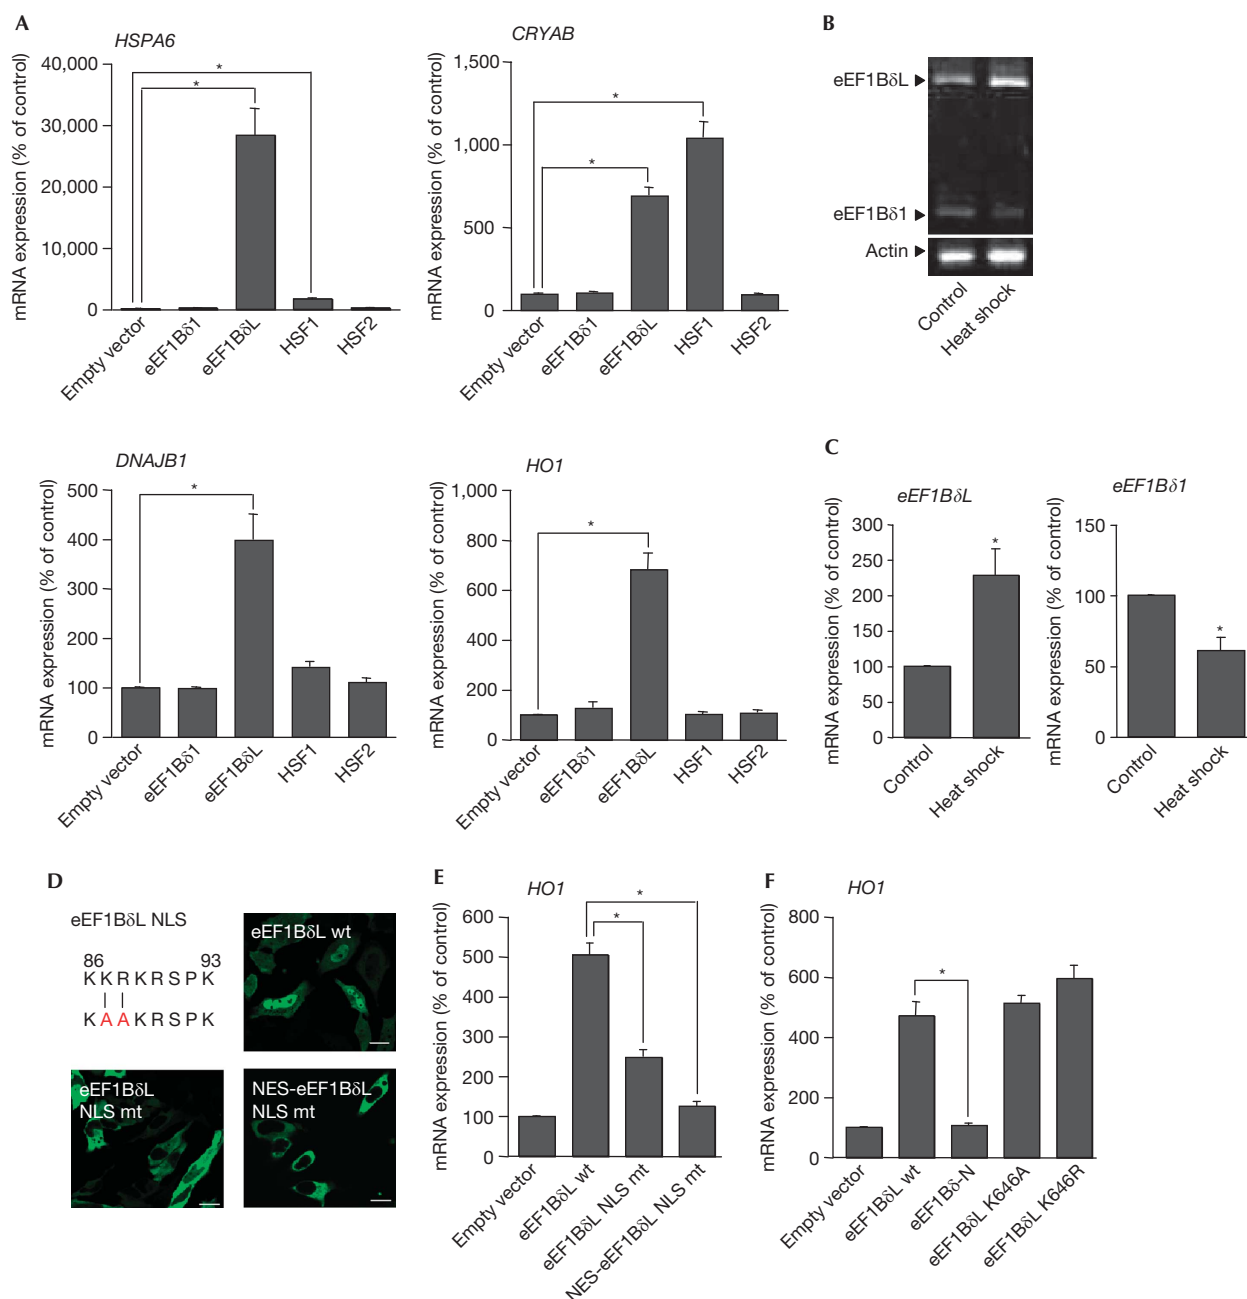 A
HSPA6
mRNA expression (% of control)
40,000
30,000
20,000
10,000
0
*
*
Empty vector
eEF1Bδ1
eEF1BδL
HSF1
HSF2
CRYAB
mRNA expression (% of control)
1,500
1,000
500
0
*
*
Empty vector
eEF1Bδ1
eEF1BδL
HSF1
HSF2
B
eEF1BδL
eEF1Bδ1
Actin
Control
Heat shock
DNAJB1
mRNA expression (% of control)
500
400
300
200
100
0
*
Empty vector
eEF1Bδ1
eEF1BδL
HSF1
HSF2
HO1
mRNA expression (% of control)
1,000
800
600
400
200
0
*
Empty vector
eEF1Bδ1
eEF1BδL
HSF1
HSF2
C
eEF1BδL
mRNA expression (% of control)
300
250
200
150
100
50
0
*
Control
Heat shock
eEF1Bδ1
mRNA expression (% of control)
150
100
50
0
*
Control
Heat shock
D
eEF1BδL NLS
86 93
K K R K R S P K
K A A K R S P K
eEF1BδL wt
eEF1BδL
NLS mt
NES-eEF1BδL
NLS mt
E
HO1
mRNA expression (% of control)
600
500
400
300
200
100
0
*
*
Empty vector
eEF1BδL wt
eEF1BδL NLS mt
NES-eEF1BδL NLS mt
F
HO1
mRNA expression (% of control)
800
600
400
200
0
*
Empty vector
eEF1BδL wt
eEF1Bδ-N
eEF1BδL K646A
eEF1BδL K646R